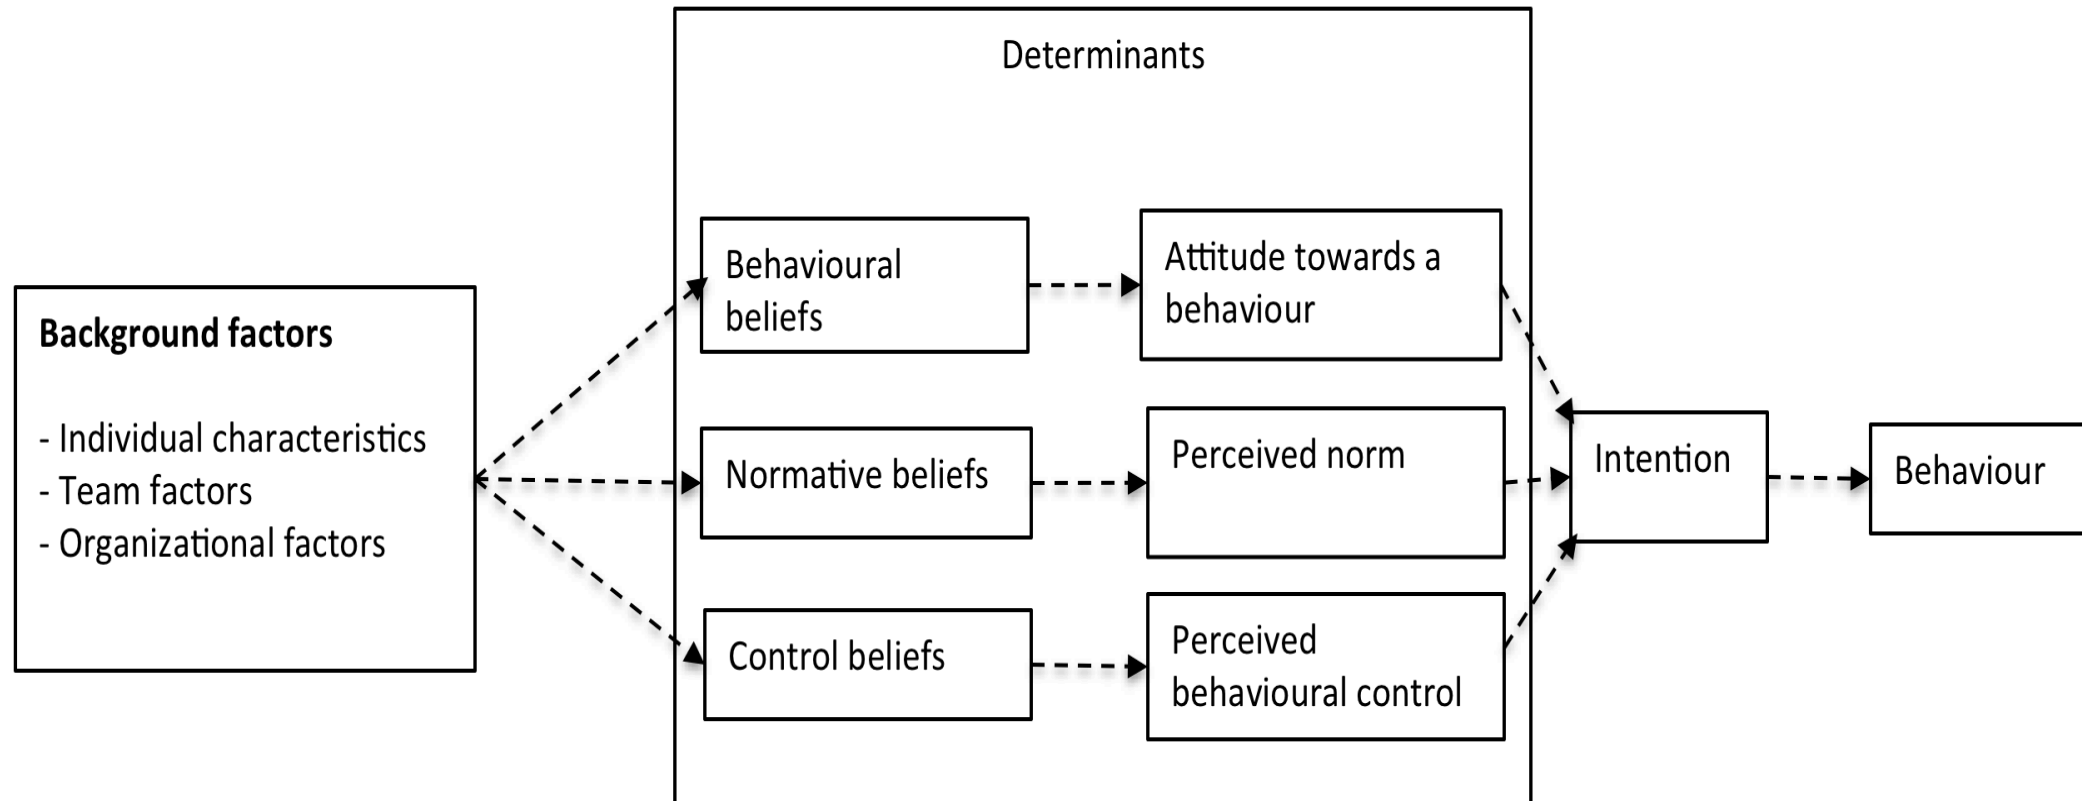 Determinants
Behavioural
beliefs
Attitude towards a
behaviour
Background factors
- Individual characteristics
- Team factors
- Organizational factors
Normative beliefs
Perceived norm
Intention
Behaviour
Control beliefs
Perceived
behavioural control